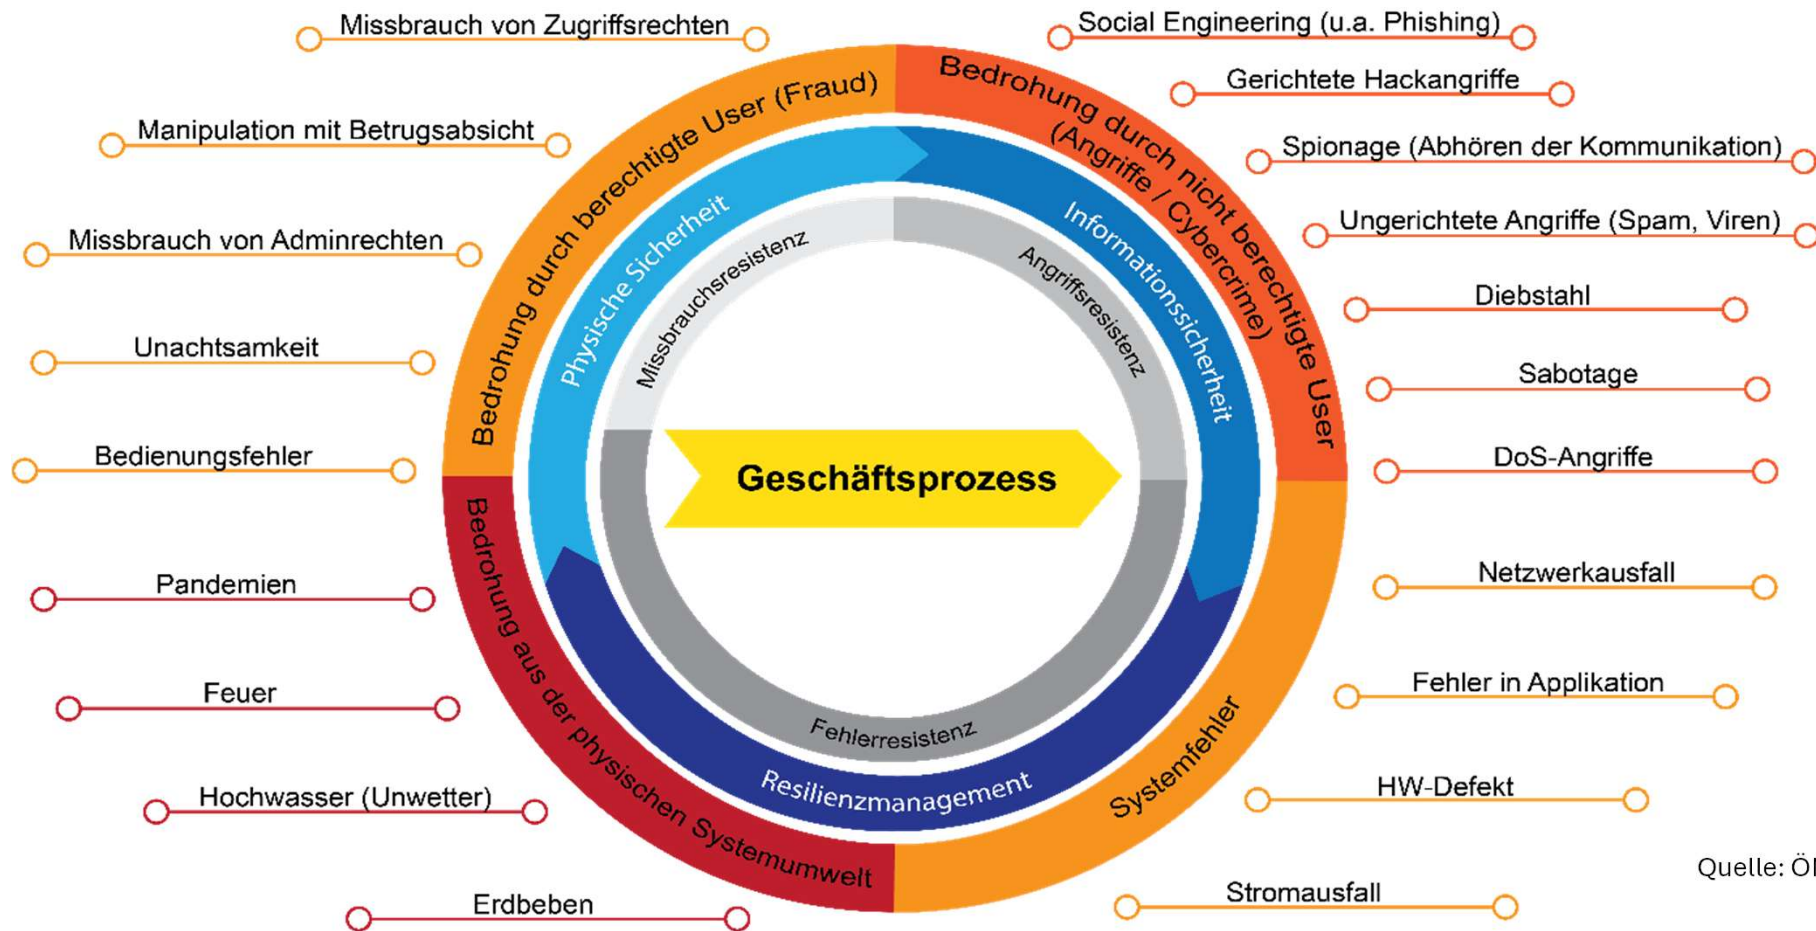 Missbrauch von Zugriffsrechten
Manipulation mit Betrugsabsicht
Missbrauch von Adminrechten
Unachtsamkeit
Bedienungsfehler
Pandemien
Feuer
Hochwasser (Unwetter)
Erdbeben
Bedrohung durch berechtigte User (Fraud)
Bedrohung durch nicht berechtigte User
(Angriffe / Cybercrime)
Bedrohung aus der physischen Systemumwelt
Systemfehler
Physische Sicherheit
Informationssicherheit
Resilienzmanagement
Missbrauchsresistenz
Angriffsresistenz
Fehlerresistenz
Geschäftsprozess
Social Engineering (u.a. Phishing)
Gerichtete Hackangriffe
Spionage (Abhören der Kommunikation)
Ungerichtete Angriffe (Spam, Viren)
Diebstahl
Sabotage
DoS-Angriffe
Netzwerkausfall
Fehler in Applikation
HW-Defekt
Stromausfall
Quelle: